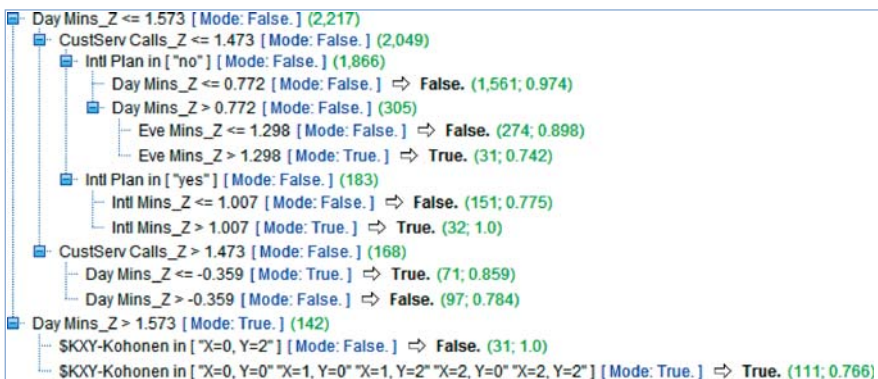 Day Mins_Z <= 1.573 [Mode: False.] (2,217)
CustServ Calls_Z <= 1.473 [Mode: False.] (2,049)
Intl Plan in ["no"] [Mode: False.] (1,866)
Day Mins_Z <= 0.772 [Mode: False.] ⇨ False. (1,561; 0.974)
Day Mins_Z > 0.772 [Mode: False.] (305)
Eve Mins_Z <= 1.298 [Mode: False.] ⇨ False. (274; 0.898)
Eve Mins_Z > 1.298 [Mode: True.] ⇨ True. (31; 0.742)
Intl Plan in ["yes"] [Mode: False.] (183)
Intl Mins_Z <= 1.007 [Mode: False.] ⇨ False. (151; 0.775)
Intl Mins_Z > 1.007 [Mode: True.] ⇨ True. (32; 1.0)
CustServ Calls_Z > 1.473 [Mode: False.] (168)
Day Mins_Z <= -0.359 [Mode: True.] ⇨ True. (71; 0.859)
Day Mins_Z > -0.359 [Mode: False.] ⇨ False. (97; 0.784)
Day Mins_Z > 1.573 [Mode: True.] (142)
$KXY-Kohonen in ["X=0, Y=2"] [Mode: False.] ⇨ False. (31; 1.0)
$KXY-Kohonen in ["X=0, Y=0" "X=1, Y=0" "X=1, Y=2" "X=2, Y=0" "X=2, Y=2"] [Mode: True.] ⇨ True. (111; 0.766)